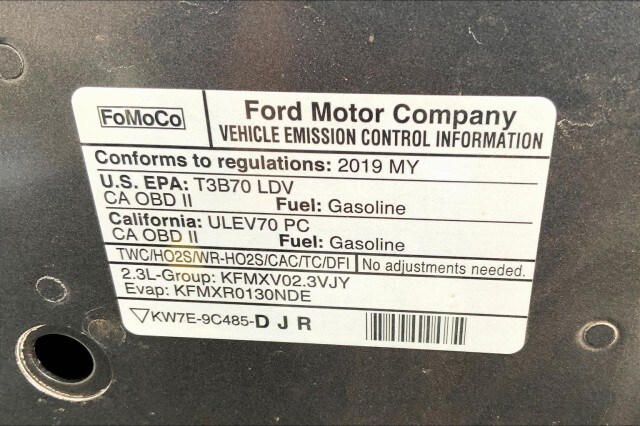 FoMoCo
Ford Motor Company
VEHICLE EMISSION CONTROL INFORMATION
Conforms to regulations: 2019 MY
U.S. EPA: T3B70 LDV
CA OBD II Fuel: Gasoline
California: ULEV70 PC
CA OBD II Fuel: Gasoline
TWC/HO2S/WR-HO2S/CAC/TC/DFI No adjustments needed.
2.3L-Group: KFMXV02.3VJY
Evap: KFMXR0130NDE
▽KW7E-9C485-D J R